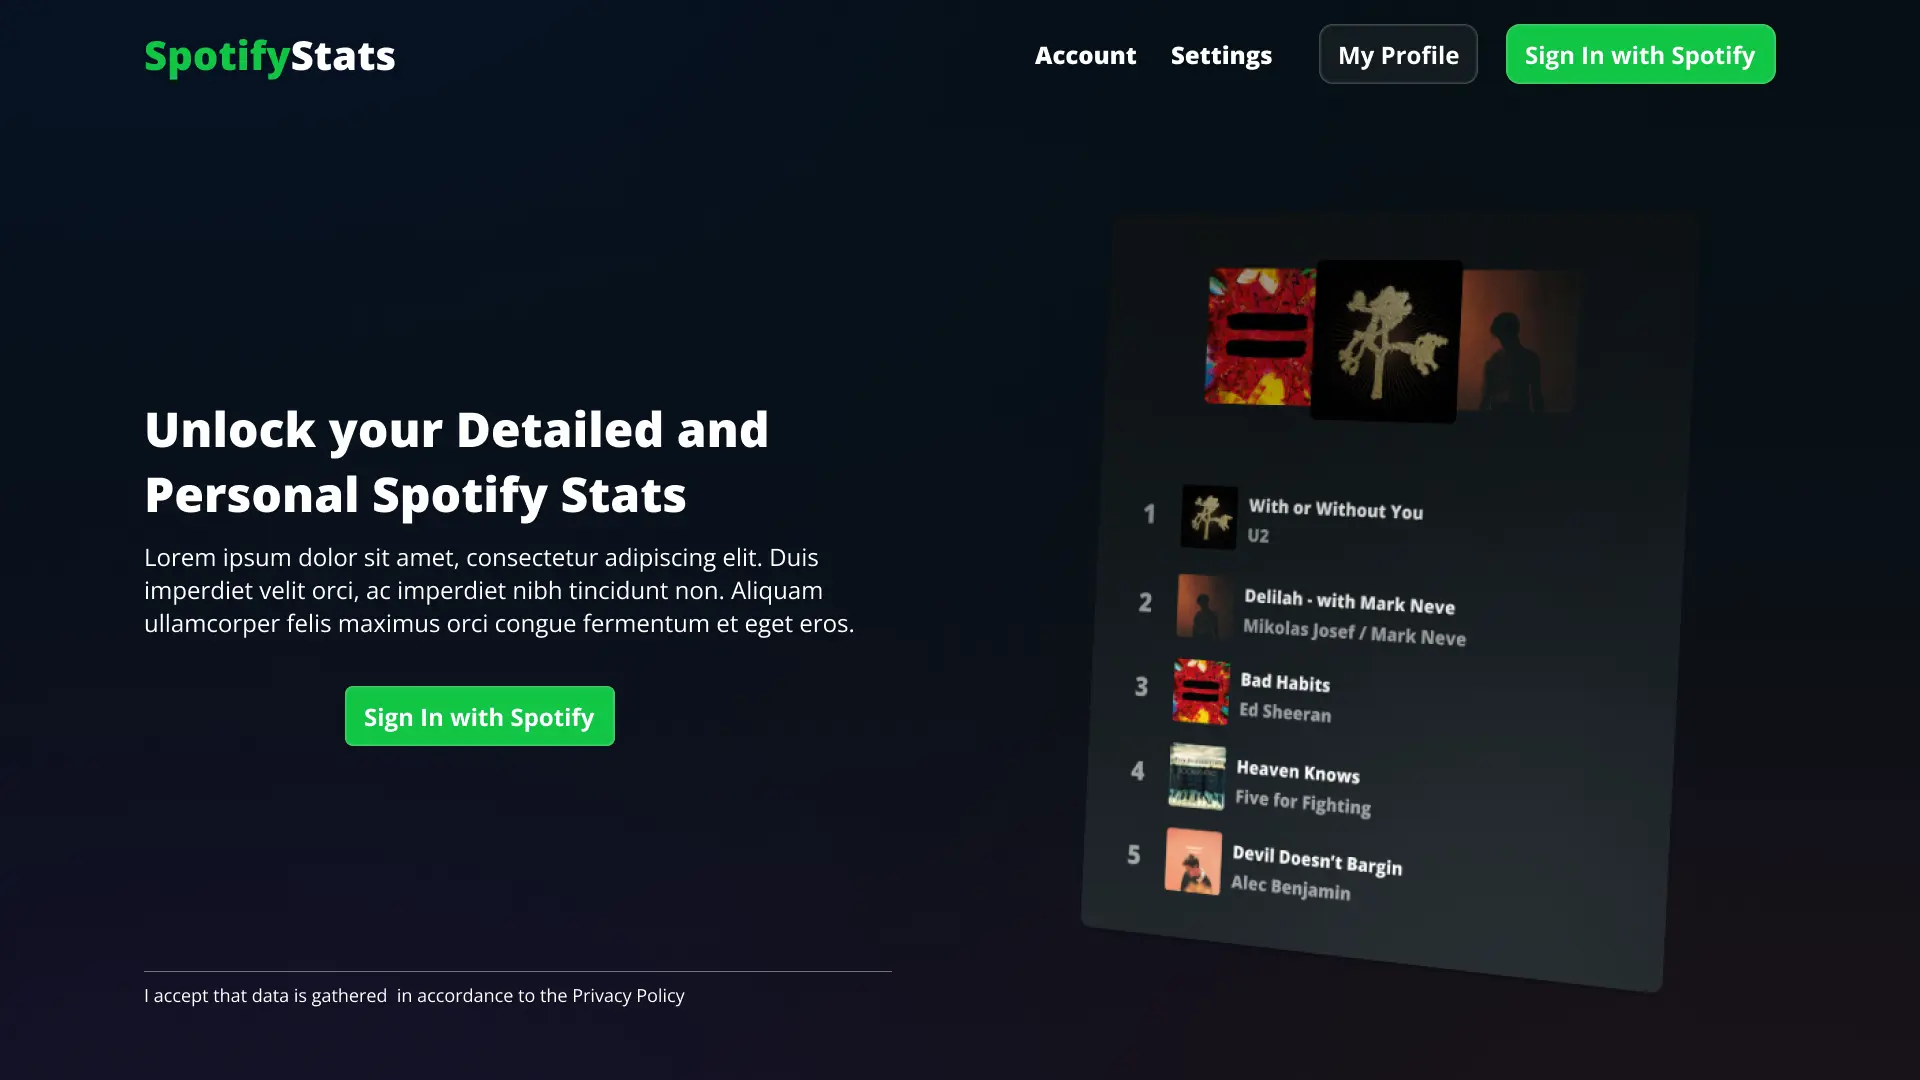 SpotifyStats
Account
Settings
My Profile
Sign In with Spotify
Unlock your Detailed and
Personal Spotify Stats
Lorem ipsum dolor sit amet, consectetur adipiscing elit. Duis
imperdiet velit orci, ac imperdiet nibh tincidunt non. Aliquam
ullamcorper felis maximus orci congue fermentum et eget eros.
Sign In with Spotify
I accept that data is gathered  in accordance to the Privacy Policy
1
With or Without You
U2
2
Delilah - with Mark Neve
Mikolas Josef / Mark Neve
3
Bad Habits
Ed Sheeran
4
Heaven Knows
Five for Fighting
5
Devil Doesn’t Bargin
Alec Benjamin